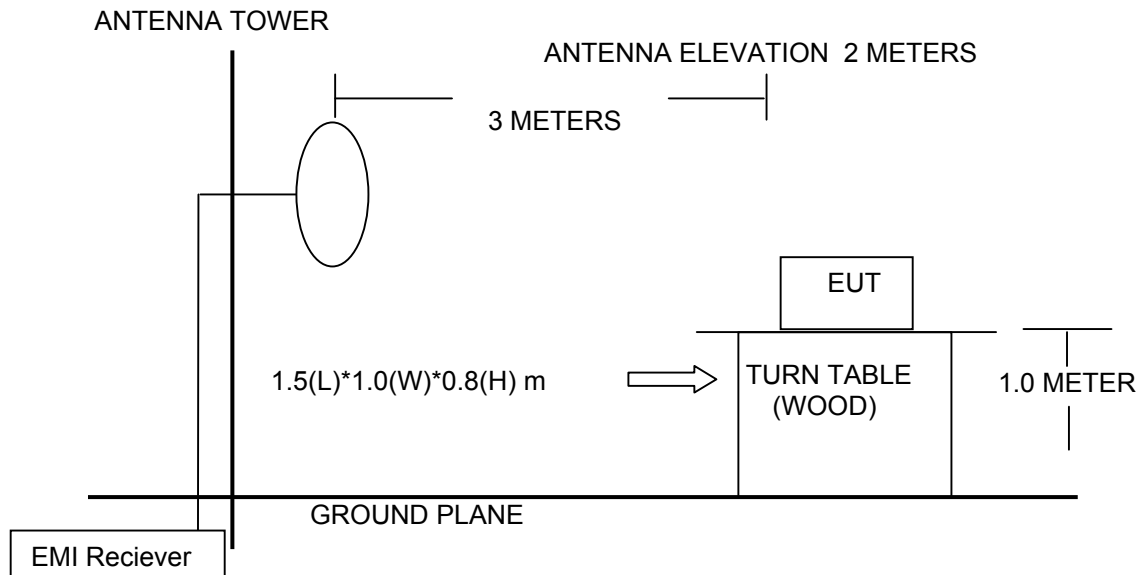 ANTENNA TOWER
ANTENNA ELEVATION 2 METERS
3 METERS
EUT
1.5(L)*1.0(W)*0.8(H) m
TURN TABLE
(WOOD)
1.0 METER
GROUND PLANE
EMI Reciever